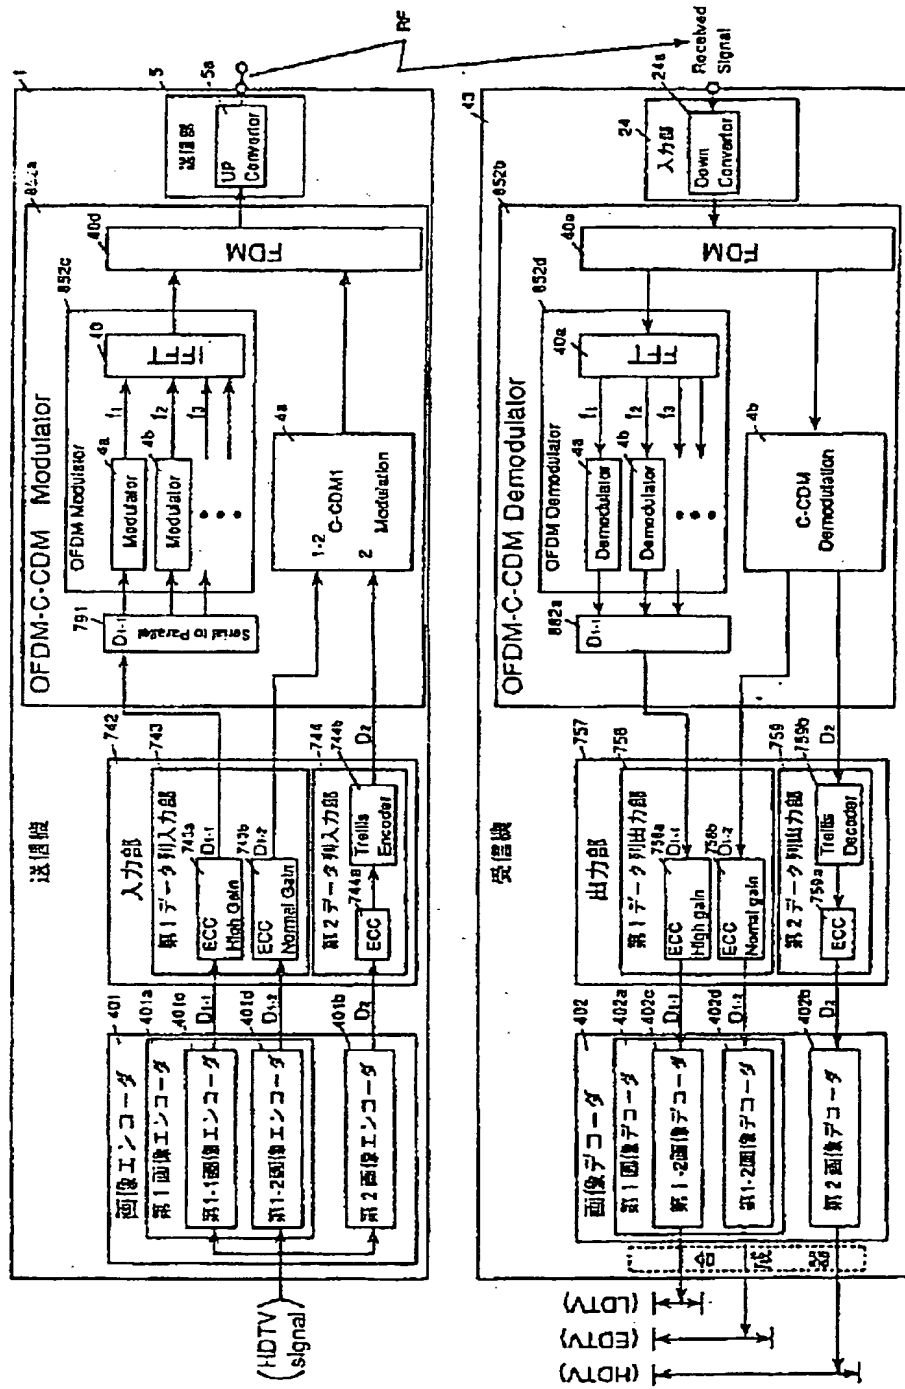 送信機
1
(HDTV signal)
401
画像エンコーダ
401a
第1画像エンコーダ
401c
第1-1画像エンコーダ
401d
第1-2画像エンコーダ
401b
第2画像エンコーダ
D1-1
D1-2
D2
742
入力部
743
第1データ列入力部
743a
D1-1
ECC
High Gain
743b
D1-2
ECC
Normal Gain
744
第2データ列入力部
744a
ECC
744b
Trellis
Encoder
D2
852a
OFDM-C-CDM Modulator
791
D1-1
Serial to Parallel
852c
OFDM Modulator
4a
Modulator
4b
Modulator
f1
f2
f3
40
IFFT
4a
1-2
C-CDM1
2 Modulation
40d
FDM
5
送信部
5a
UP
Convertor
RF
受信機
43
Received
Signal
24
入力部
24a
Down
Convertor
852b
OFDM-C-CDM Demodulator
40e
FDM
852d
OFDM Demodulator
40a
FFT
f1
f2
f3
4a
Demodulator
4b
Demodulator
882a
D1-1
4b
C-CDM
Demodulation
757
出力部
758
第1データ列出力部
758a
D1-1
ECC
High gain
758b
D1-2
ECC
Normal gain
759
第2データ列出力部
759a
ECC
759b
Trellis
Decoder
D2
D1-1
D1-2
D2
402
画像デコーダ
402a
第1画像デコーダ
402c
第1-2画像デコーダ
402d
第1-2画像デコーダ
402b
第2画像デコーダ
合成部
(LDTV)
(EDTV)
(HDTV)